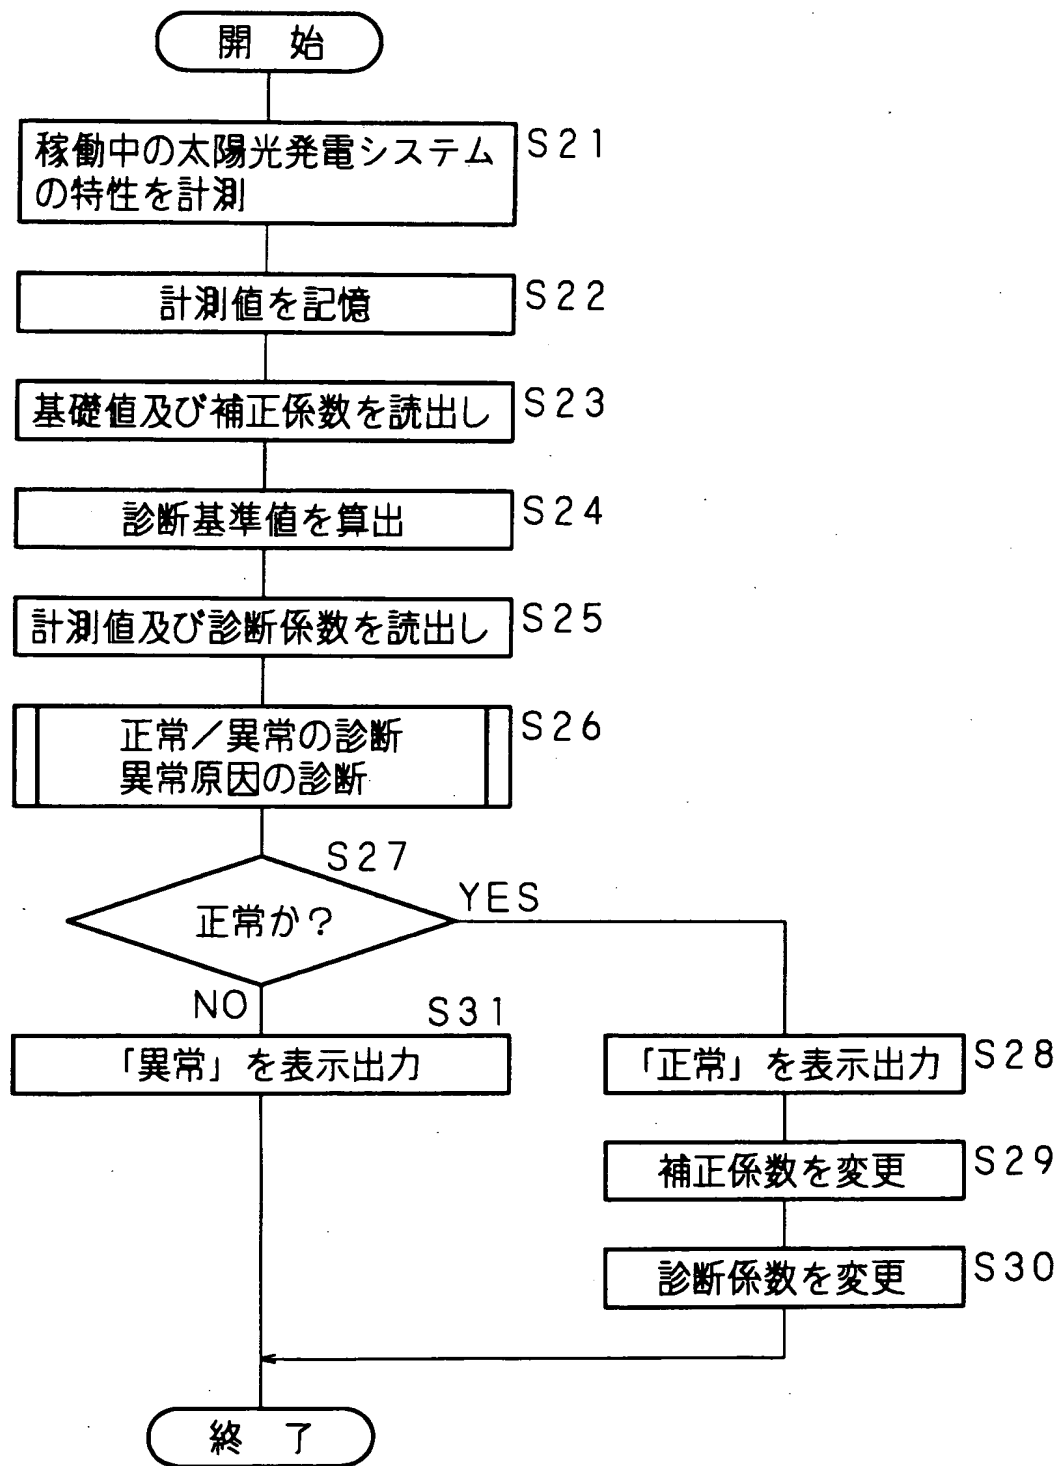 開 始
稼働中の太陽光発電システム
の特性を計測
S21
計測値を記憶
S22
基礎値及び補正係数を読出し
S23
診断基準値を算出
S24
計測値及び診断係数を読出し
S25
正常／異常の診断
異常原因の診断
S26
S27
正常か？
YES
NO
S31
「異常」を表示出力
「正常」を表示出力
S28
補正係数を変更
S29
診断係数を変更
S30
終 了